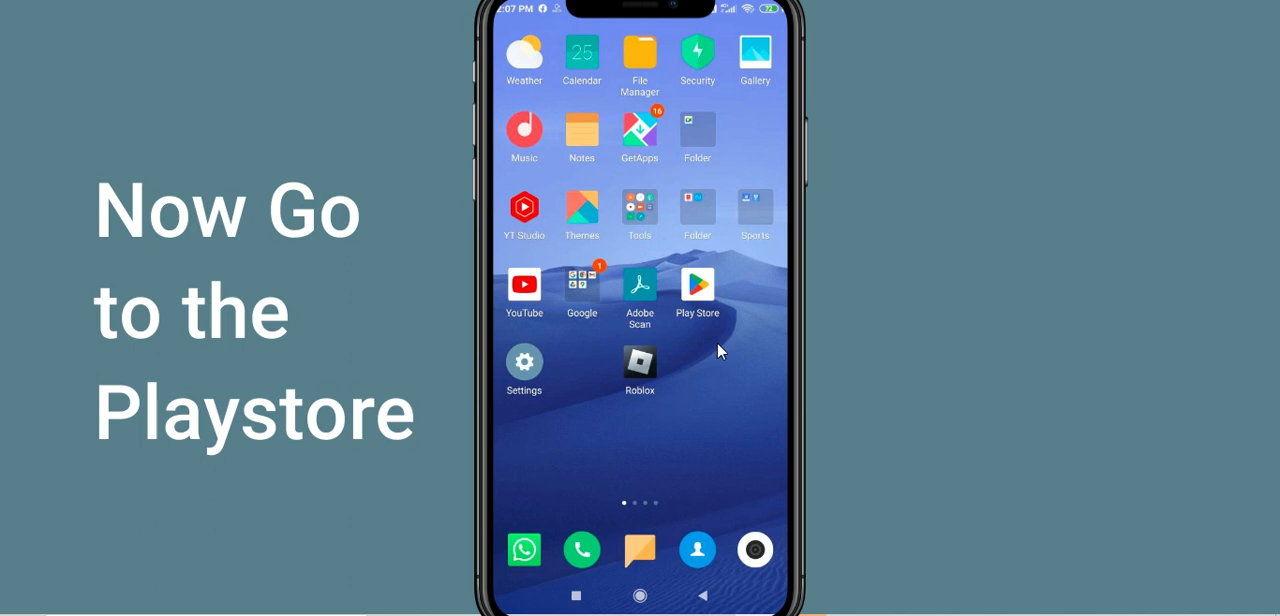 Now Go
to the
Playstore
2:07 PM
Weather Calendar File Manager Security Gallery
25
16
Music Notes GetApps Folder
YT Studio Themes Tools Folder Sports
1
YouTube Google Adobe Scan Play Store
Settings Roblox